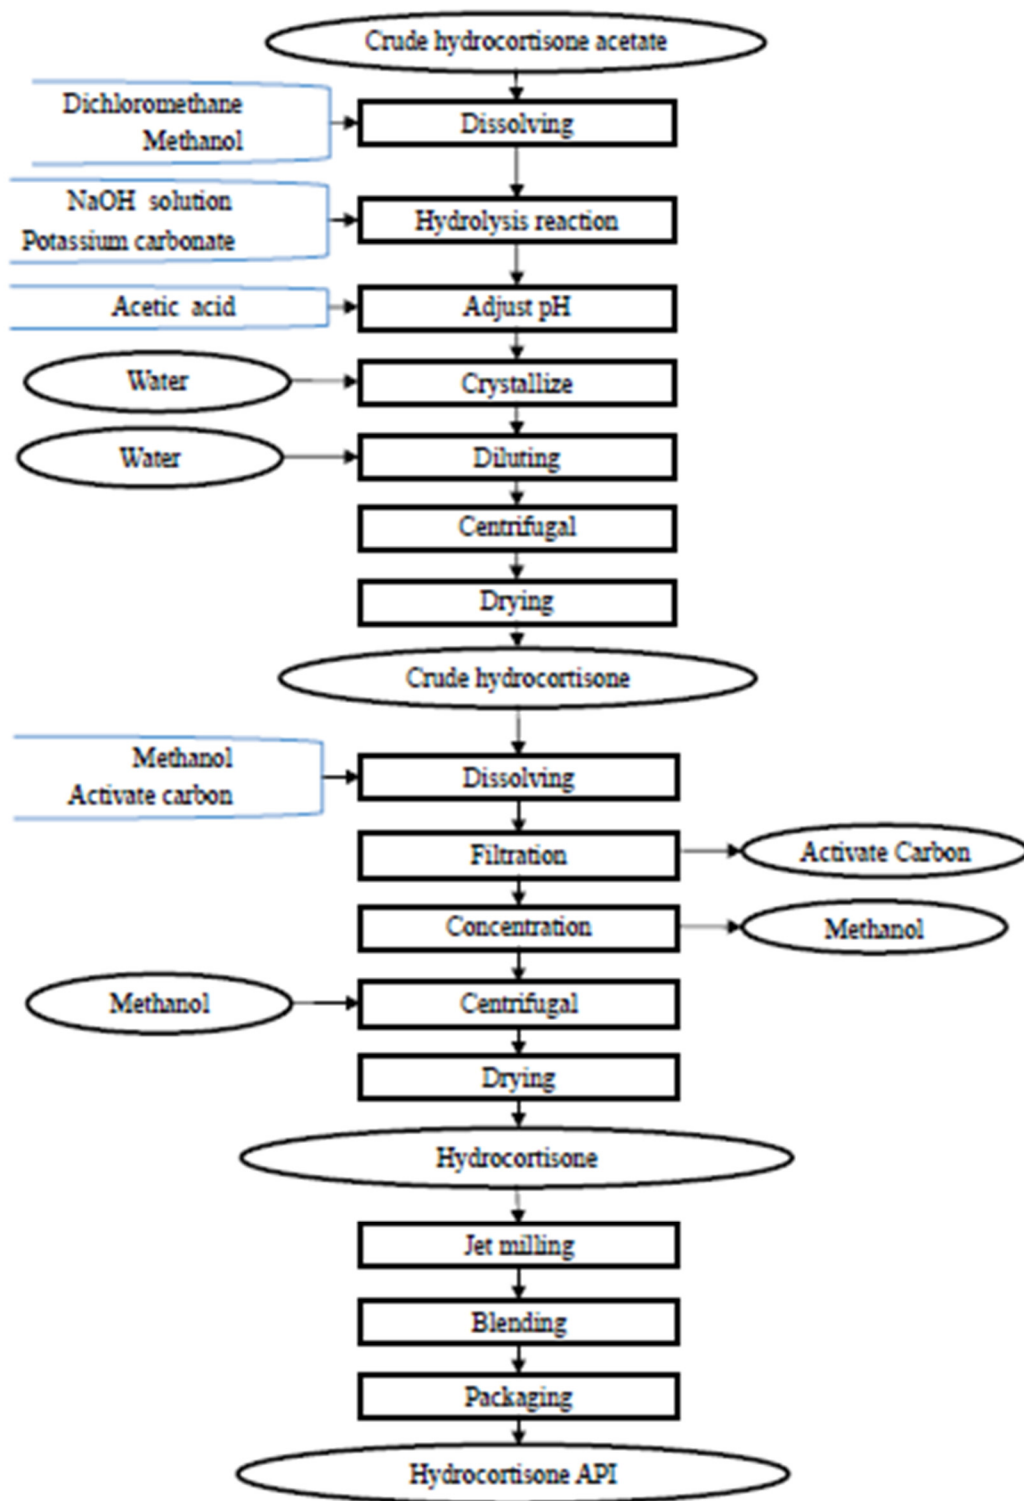 Crude hydrocortisone acetate
Dichloromethane
Methanol
Dissolving
NaOH solution
Potassium carbonate
Hydrolysis reaction
Acetic acid
Adjust pH
Water
Crystallize
Water
Diluting
Centrifugal
Drying
Crude hydrocortisone
Methanol
Activate carbon
Dissolving
Filtration
Activate Carbon
Concentration
Methanol
Methanol
Centrifugal
Drying
Hydrocortisone
Jet milling
Blending
Packaging
Hydrocortisone API